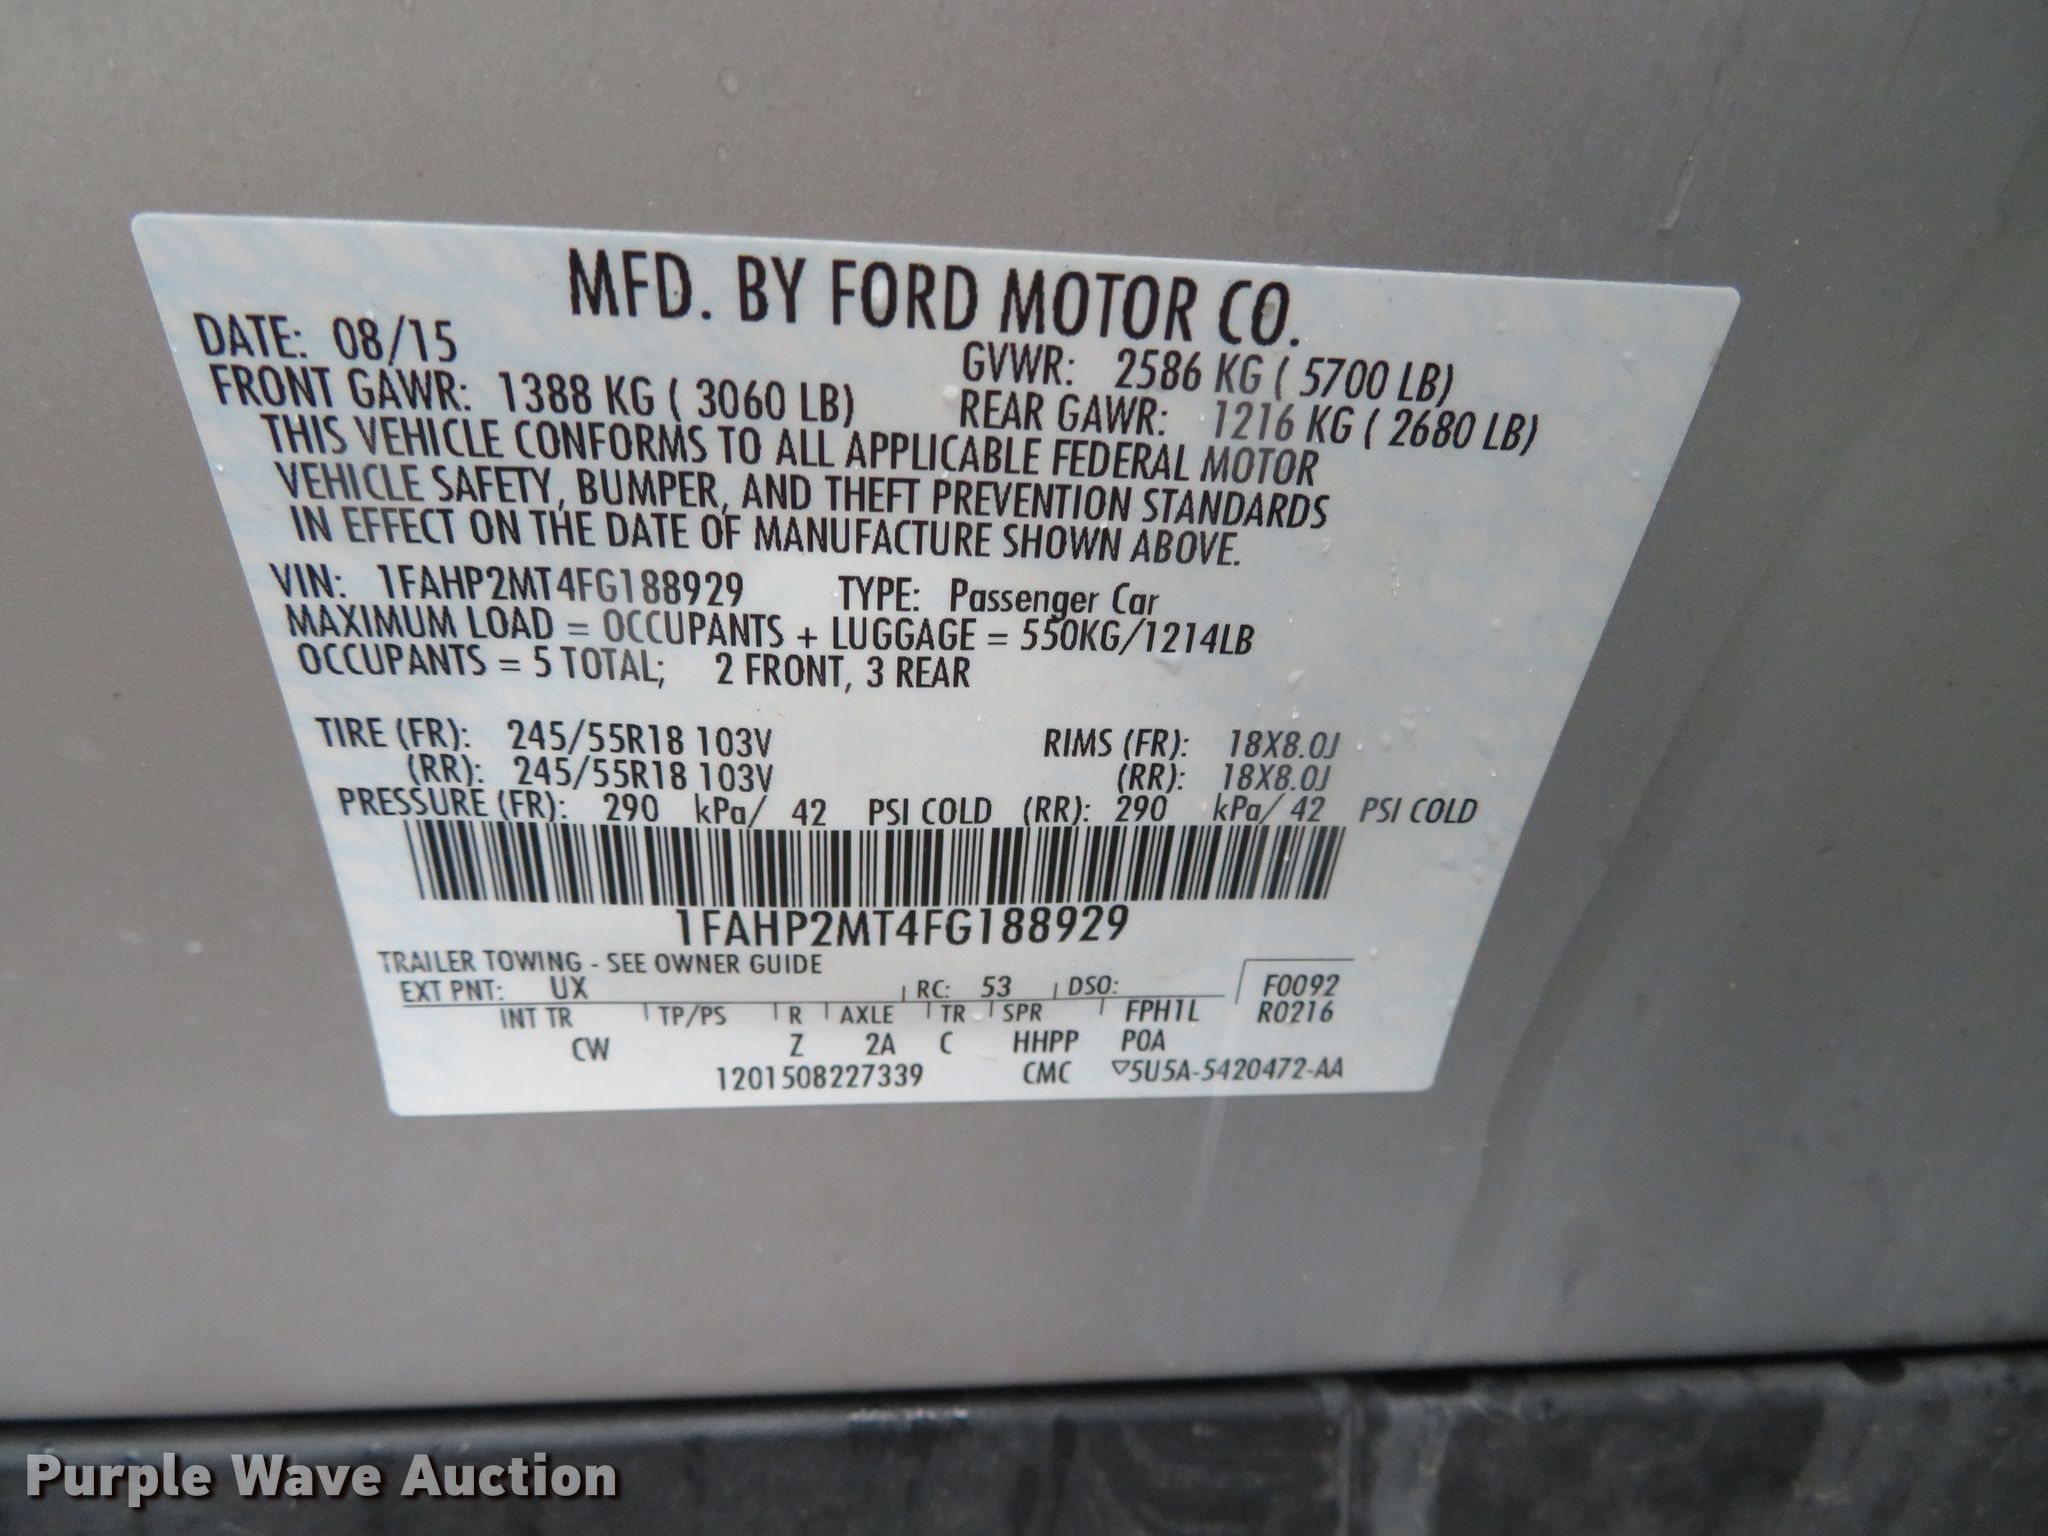 MFD. BY FORD MOTOR CO.
DATE: 08/15 GVWR: 2586 KG ( 5700 LB)
FRONT GAWR: 1388 KG ( 3060 LB) REAR GAWR: 1216 KG ( 2680 LB)
THIS VEHICLE CONFORMS TO ALL APPLICABLE FEDERAL MOTOR
VEHICLE SAFETY, BUMPER, AND THEFT PREVENTION STANDARDS
IN EFFECT ON THE DATE OF MANUFACTURE SHOWN ABOVE.
VIN: 1FAHP2MT4FG188929 TYPE: Passenger Car
MAXIMUM LOAD = OCCUPANTS + LUGGAGE = 550KG/1214LB
OCCUPANTS = 5 TOTAL; 2 FRONT, 3 REAR
TIRE (FR): 245/55R18 103V RIMS (FR): 18X8.0J
(RR): 245/55R18 103V (RR): 18X8.0J
PRESSURE (FR): 290 kPa/ 42 PSI COLD (RR): 290 kPa/ 42 PSI COLD
1FAHP2MT4FG188929
TRAILER TOWING - SEE OWNER GUIDE
EXT PNT: UX RC: 53 DSO: F0092
INT TR TP/PS R AXLE TR SPR FPH1L R0216
CW Z 2A C HHPP POA
1201508227339 CMC ▽5U5A-5420472-AA
Purple Wave Auction